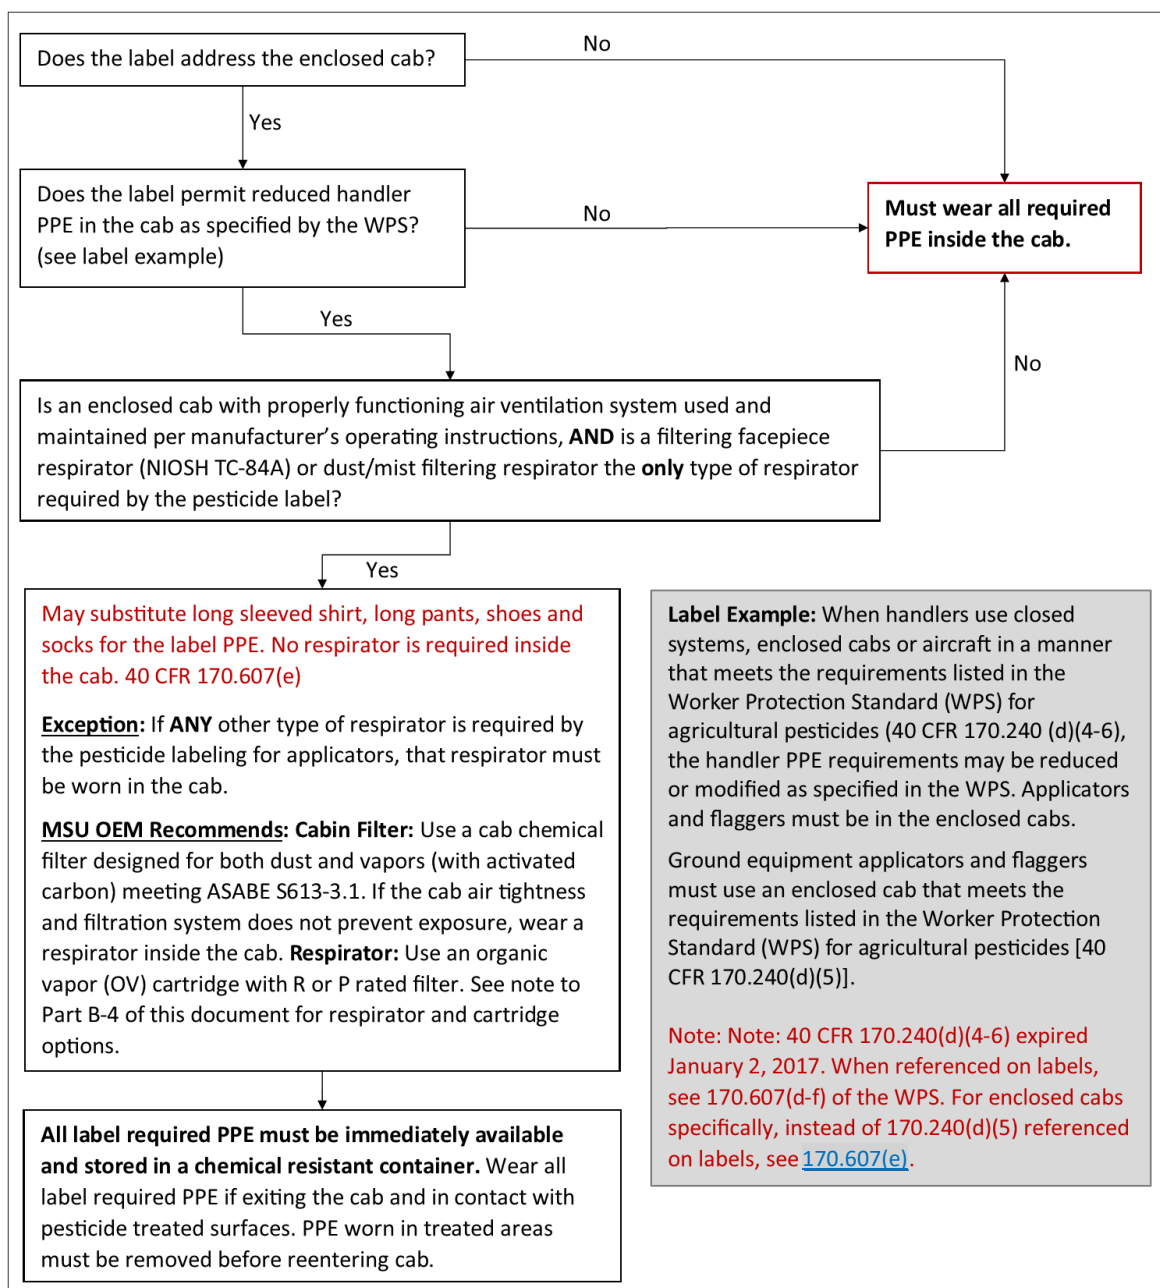 Does the label address the enclosed cab?
No
Yes
Does the label permit reduced handler
PPE in the cab as specified by the WPS?
(see label example)
No
Must wear all required
PPE inside the cab.
Yes
No
Is an enclosed cab with properly functioning air ventilation system used and
maintained per manufacturer’s operating instructions, AND is a filtering facepiece
respirator (NIOSH TC-84A) or dust/mist filtering respirator the only type of respirator
required by the pesticide label?
Yes
May substitute long sleeved shirt, long pants, shoes and
socks for the label PPE. No respirator is required inside
the cab. 40 CFR 170.607(e)
Exception: If ANY other type of respirator is required by
the pesticide labeling for applicators, that respirator must
be worn in the cab.
MSU OEM Recommends: Cabin Filter: Use a cab chemical
filter designed for both dust and vapors (with activated
carbon) meeting ASABE S613-3.1. If the cab air tightness
and filtration system does not prevent exposure, wear a
respirator inside the cab. Respirator: Use an organic
vapor (OV) cartridge with R or P rated filter. See note to
Part B-4 of this document for respirator and cartridge
options.
Label Example: When handlers use closed
systems, enclosed cabs or aircraft in a manner
that meets the requirements listed in the
Worker Protection Standard (WPS) for
agricultural pesticides (40 CFR 170.240 (d)(4-6),
the handler PPE requirements may be reduced
or modified as specified in the WPS. Applicators
and flaggers must be in the enclosed cabs.
Ground equipment applicators and flaggers
must use an enclosed cab that meets the
requirements listed in the Worker Protection
Standard (WPS) for agricultural pesticides [40
CFR 170.240(d)(5)].
Note: Note: 40 CFR 170.240(d)(4-6) expired
January 2, 2017. When referenced on labels,
see 170.607(d-f) of the WPS. For enclosed cabs
specifically, instead of 170.240(d)(5) referenced
on labels, see 170.607(e).
All label required PPE must be immediately available
and stored in a chemical resistant container. Wear all
label required PPE if exiting the cab and in contact with
pesticide treated surfaces. PPE worn in treated areas
must be removed before reentering cab.